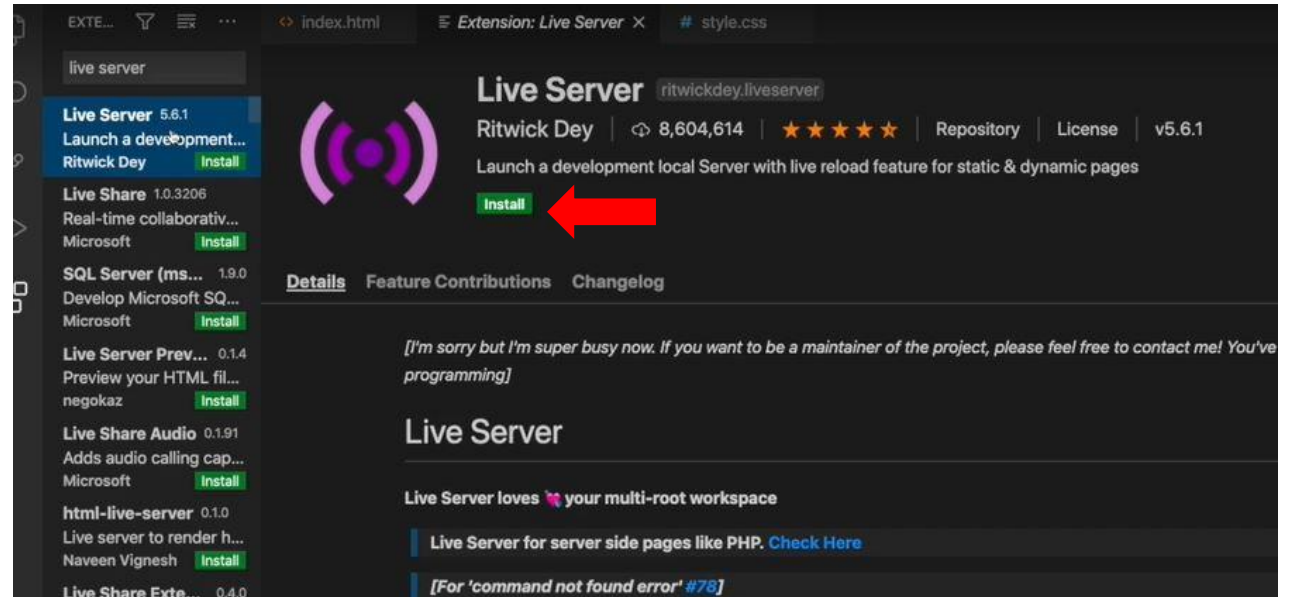 EXTE... ...
index.html
Extension: Live Server
# style.css
live server
Live Server 5.6.1
Launch a development...
Ritwick Dey Install
Live Share 1.0.3206
Real-time collaborativ...
Microsoft Install
SQL Server (ms... 1.9.0
Develop Microsoft SQ...
Microsoft Install
Live Server Prev... 0.1.4
Preview your HTML fil...
negokaz Install
Live Share Audio 0.1.91
Adds audio calling cap...
Microsoft Install
html-live-server 0.1.0
Live server to render h...
Naveen Vignesh Install
Live Share Exte... 0.4.0
Live Server ritwickdey.liveserver
Ritwick Dey 8,604,614 Repository License v5.6.1
Launch a development local Server with live reload feature for static & dynamic pages
Install
Details Feature Contributions Changelog
[I'm sorry but I'm super busy now. If you want to be a maintainer of the project, please feel free to contact me! You've
programming]
Live Server
Live Server loves 💘 your multi-root workspace
Live Server for server side pages like PHP. Check Here
[For 'command not found error' #78]